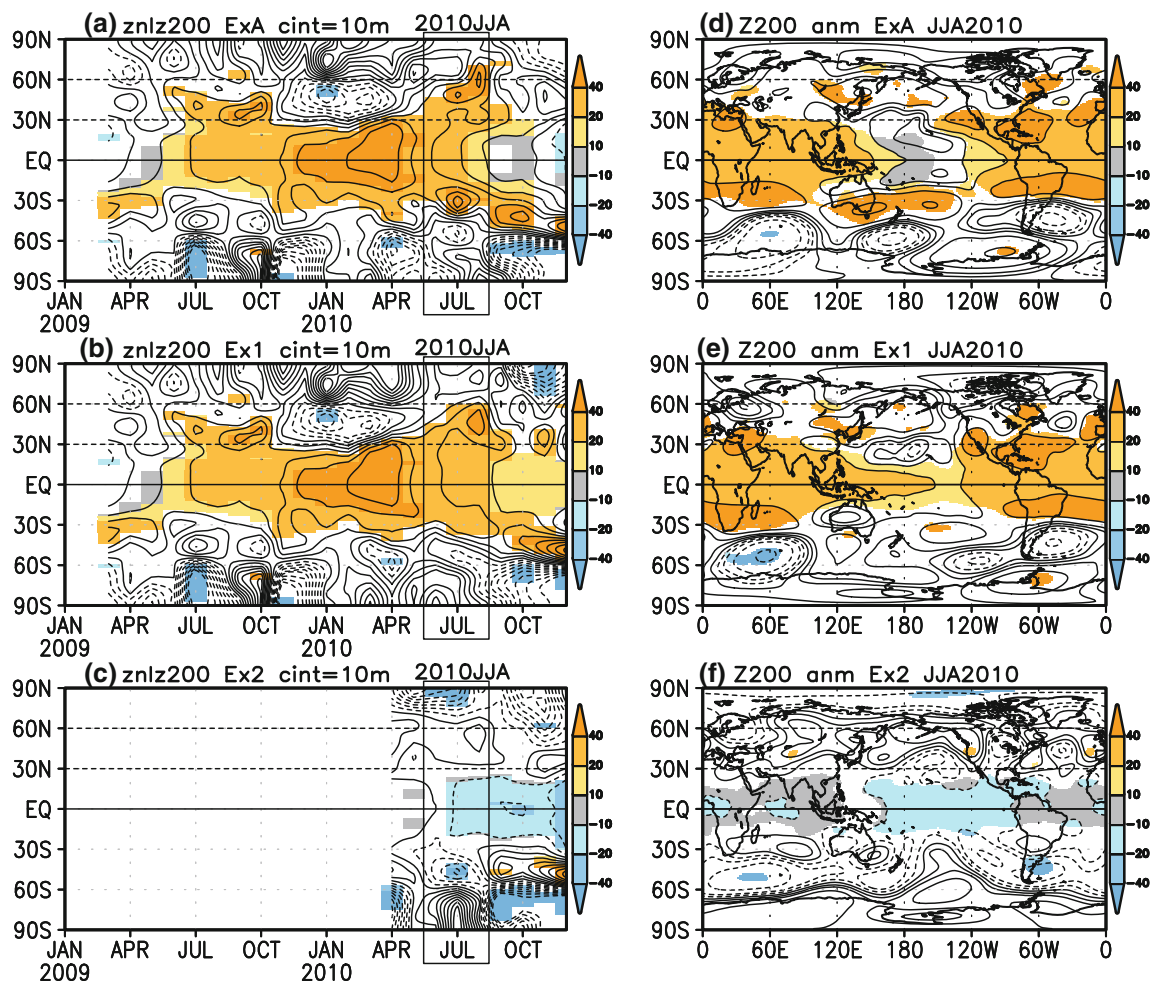 (a) znlz200 ExA cint=10m 2010JJA
90N
60N
30N
EQ
30S
60S
90S
JAN APR JUL OCT JAN APR JUL OCT
2009 2010
40
20
10
-10
-20
-40
(d) Z200 anm ExA JJA2010
90N
60N
30N
EQ
30S
60S
90S
0 60E 120E 180 120W 60W 0
40
20
10
-10
-20
-40
(b) znlz200 Ex1 cint=10m 2010JJA
90N
60N
30N
EQ
30S
60S
90S
JAN APR JUL OCT JAN APR JUL OCT
2009 2010
40
20
10
-10
-20
-40
(e) Z200 anm Ex1 JJA2010
90N
60N
30N
EQ
30S
60S
90S
0 60E 120E 180 120W 60W 0
40
20
10
-10
-20
-40
(c) znlz200 Ex2 cint=10m 2010JJA
90N
60N
30N
EQ
30S
60S
90S
JAN APR JUL OCT JAN APR JUL OCT
2009 2010
40
20
10
-10
-20
-40
(f) Z200 anm Ex2 JJA2010
90N
60N
30N
EQ
30S
60S
90S
0 60E 120E 180 120W 60W 0
40
20
10
-10
-20
-40